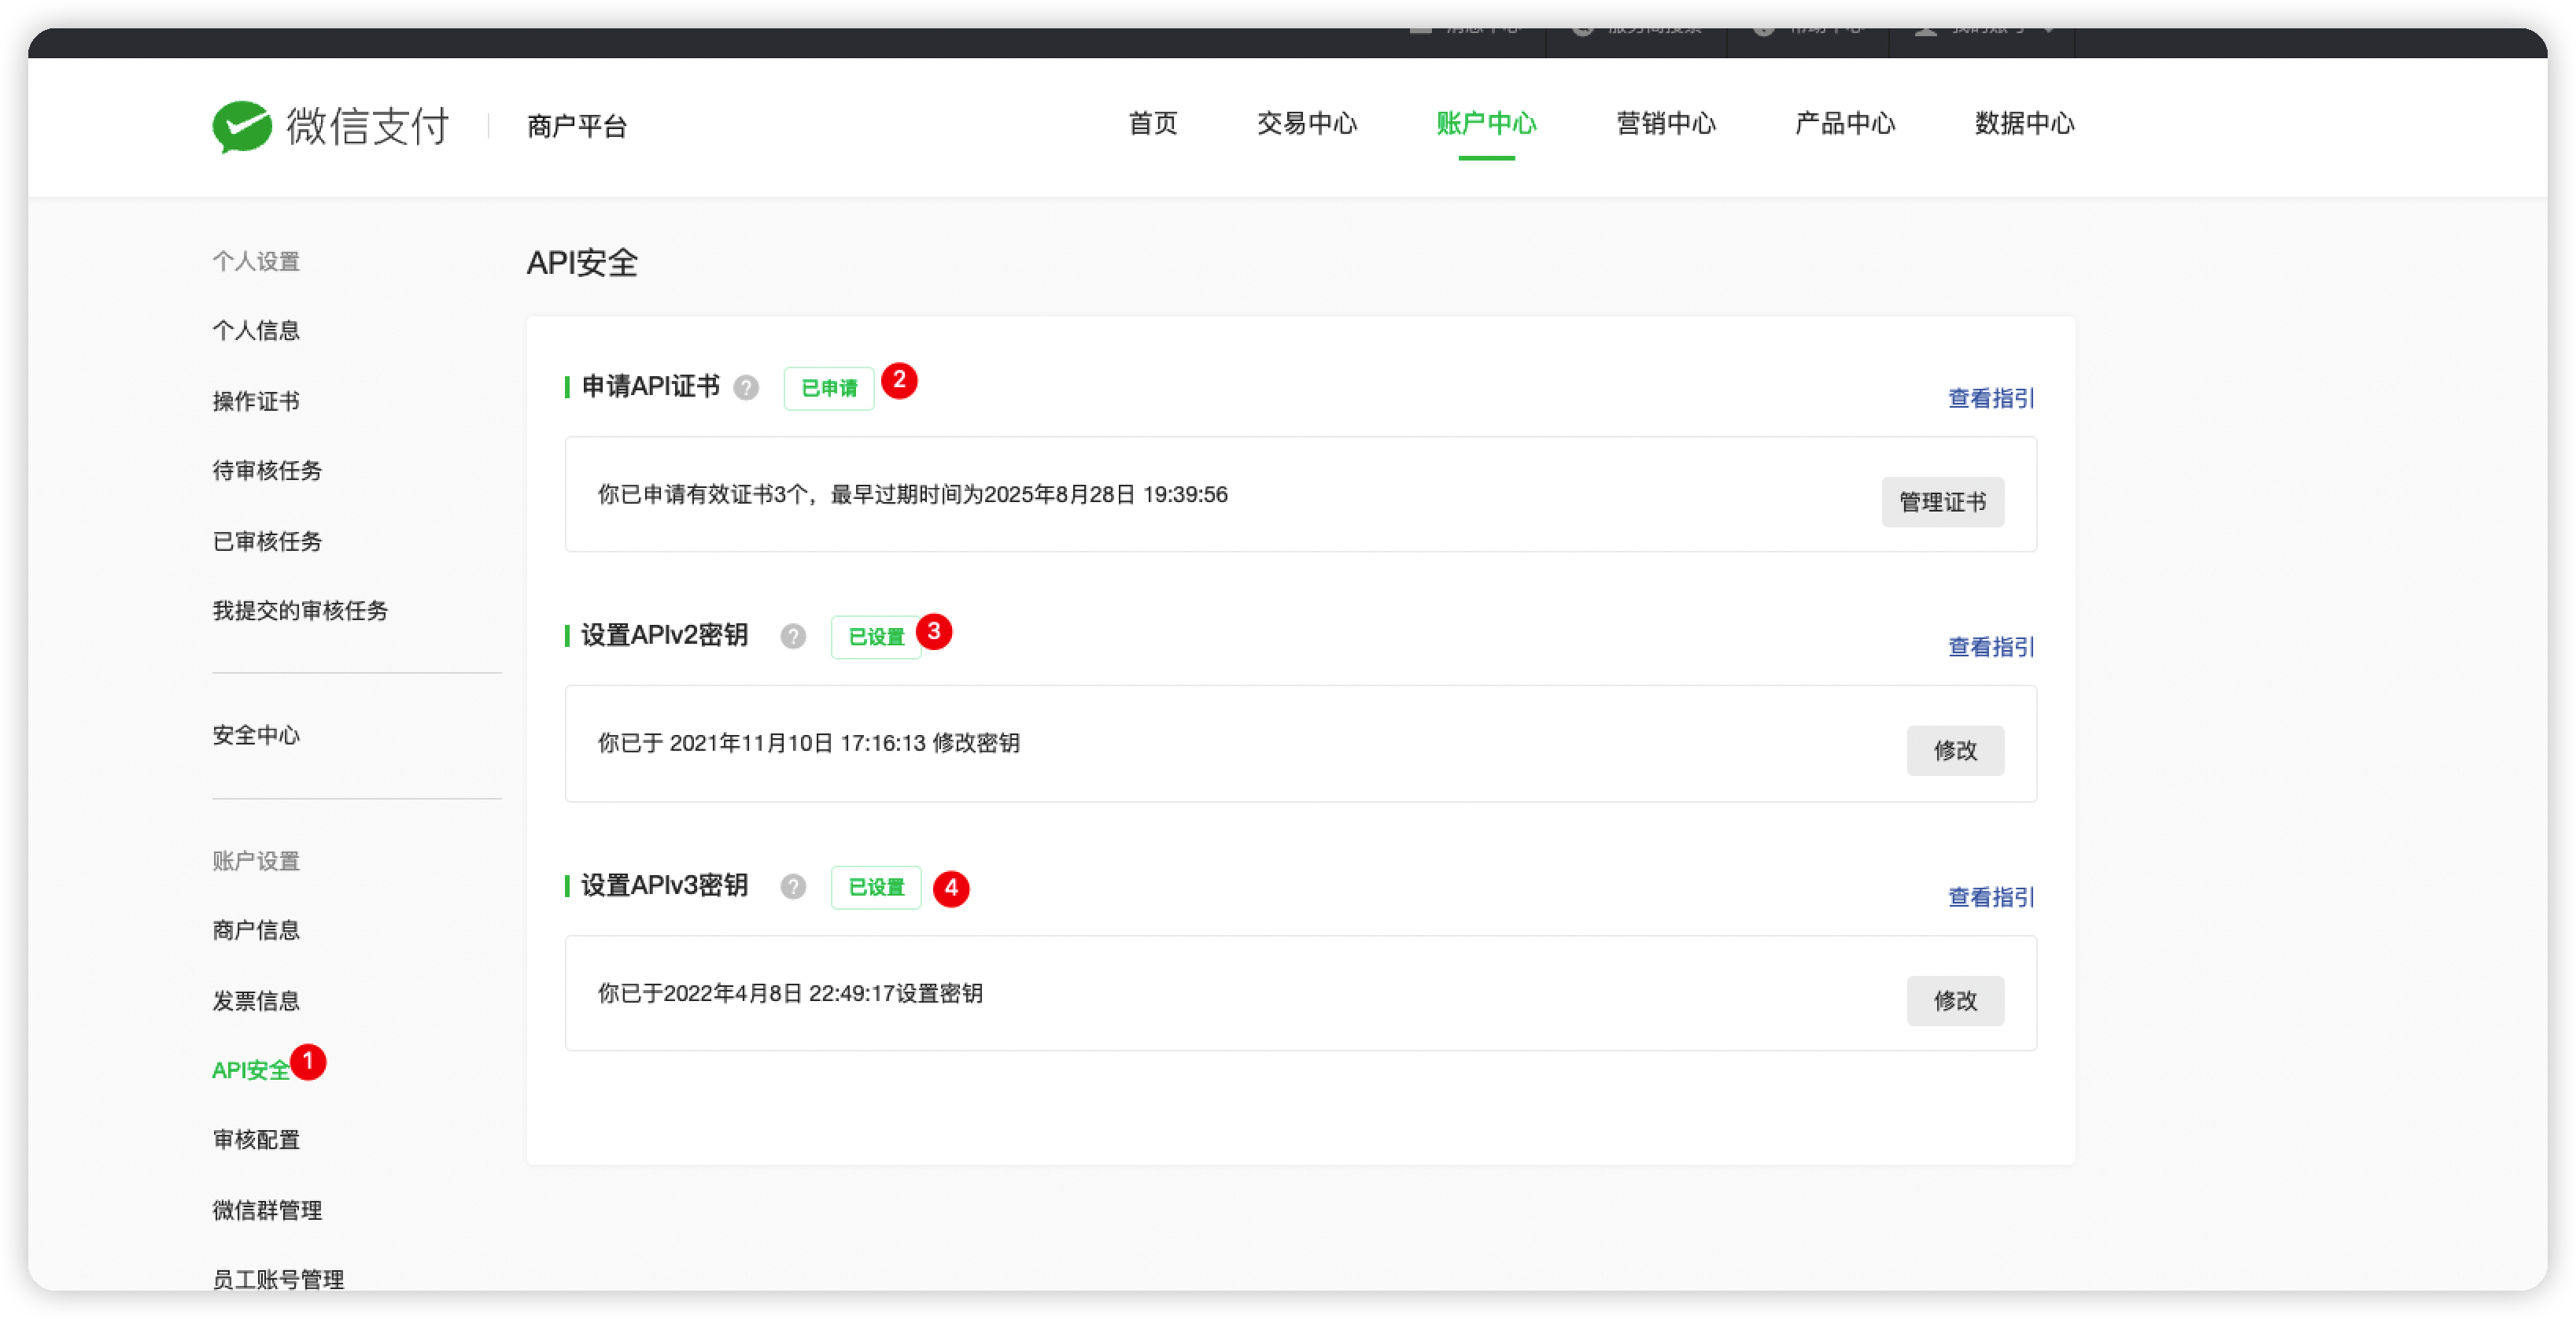 微信支付 商户平台
首页 交易中心 账户中心 营销中心 产品中心 数据中心
个人设置
个人信息
操作证书
待审核任务
已审核任务
我提交的审核任务
安全中心
账户设置
商户信息
发票信息
API安全 1
审核配置
微信群管理
员工账号管理
API安全
申请API证书 ? 已申请 2
查看指引
你已申请有效证书3个，最早过期时间为2025年8月28日 19:39:56
管理证书
设置APIv2密钥 ? 已设置 3
查看指引
你已于 2021年11月10日 17:16:13 修改密钥
修改
设置APIv3密钥 ? 已设置 4
查看指引
你已于2022年4月8日 22:49:17设置密钥
修改